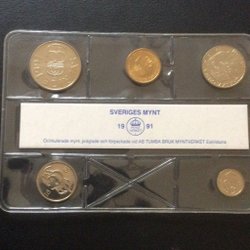 SVERIGES MYNT
19 91
Ocirkulerade mynt präglade och förpackade vid AB TUMBA BRUK MYNTVERKET Eskilstuna